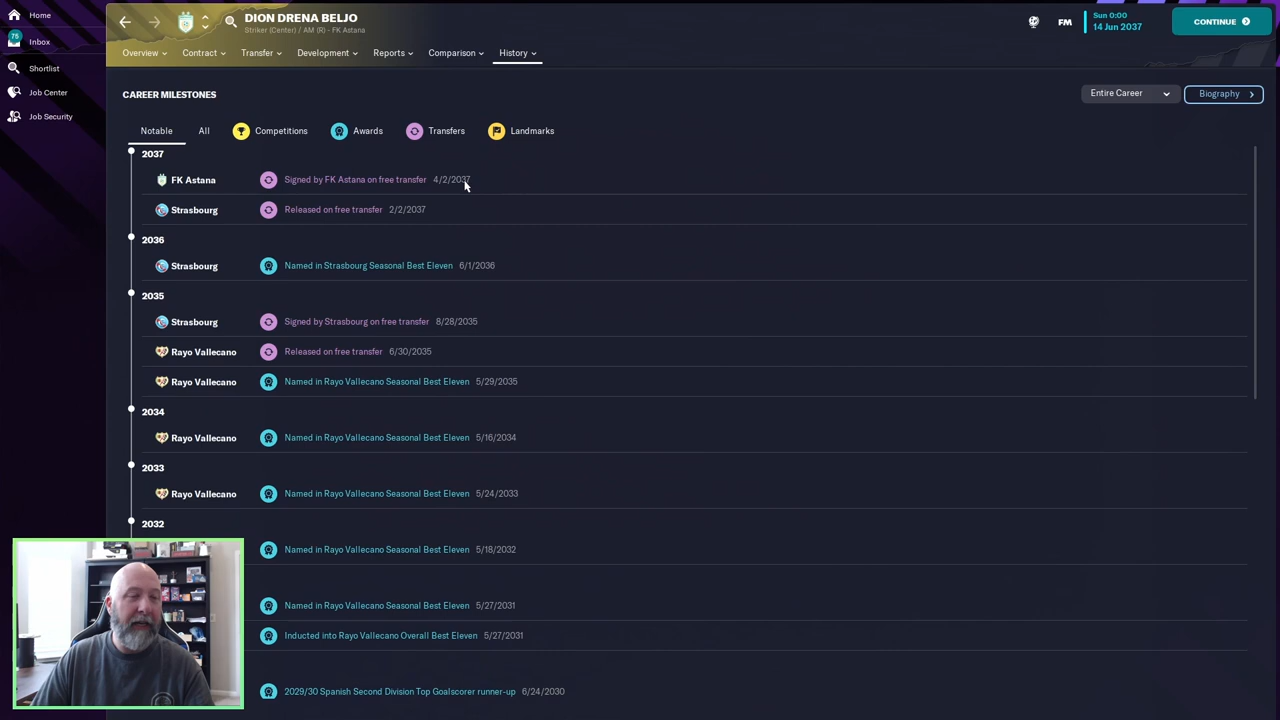 Home
75
Inbox
Shortlist
Job Center
Job Security
DION DRENA BELJO
Striker (Center) / AM (R) - FK Astana
FM
Sun 0:00
14 Jun 2037
CONTINUE
Overview
Contract
Transfer
Development
Reports
Comparison
History
CAREER MILESTONES
Entire Career
Biography
Notable
All
Competitions
Awards
Transfers
Landmarks
2037
FK Astana Signed by FK Astana on free transfer 4/2/2037
Strasbourg Released on free transfer 2/2/2037
2036
Strasbourg Named in Strasbourg Seasonal Best Eleven 6/1/2036
2035
Strasbourg Signed by Strasbourg on free transfer 8/28/2035
Rayo Vallecano Released on free transfer 6/30/2035
Rayo Vallecano Named in Rayo Vallecano Seasonal Best Eleven 5/29/2035
2034
Rayo Vallecano Named in Rayo Vallecano Seasonal Best Eleven 5/16/2034
2033
Rayo Vallecano Named in Rayo Vallecano Seasonal Best Eleven 5/24/2033
2032
Named in Rayo Vallecano Seasonal Best Eleven 5/18/2032
Named in Rayo Vallecano Seasonal Best Eleven 5/27/2031
Inducted into Rayo Vallecano Overall Best Eleven 5/27/2031
2029/30 Spanish Second Division Top Goalscorer runner-up 6/24/2030